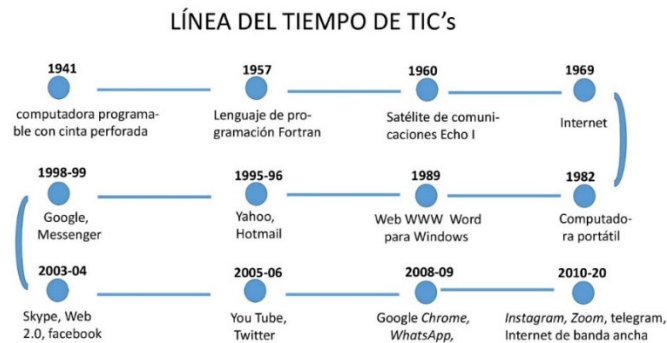 LÍNEA DEL TIEMPO DE TIC’s
1941
computadora programa-
ble con cinta perforada
1957
Lenguaje de pro-
gramación Fortran
1960
Satélite de comuni-
caciones Echo I
1969
Internet
1982
Computado-
ra portátil
1989
Web WWW Word
para Windows
1995-96
Yahoo,
Hotmail
1998-99
Google,
Messenger
2003-04
Skype, Web
2.0, facebook
2005-06
You Tube,
Twitter
2008-09
Google Chrome,
WhatsApp,
2010-20
Instagram, Zoom, telegram,
Internet de banda ancha